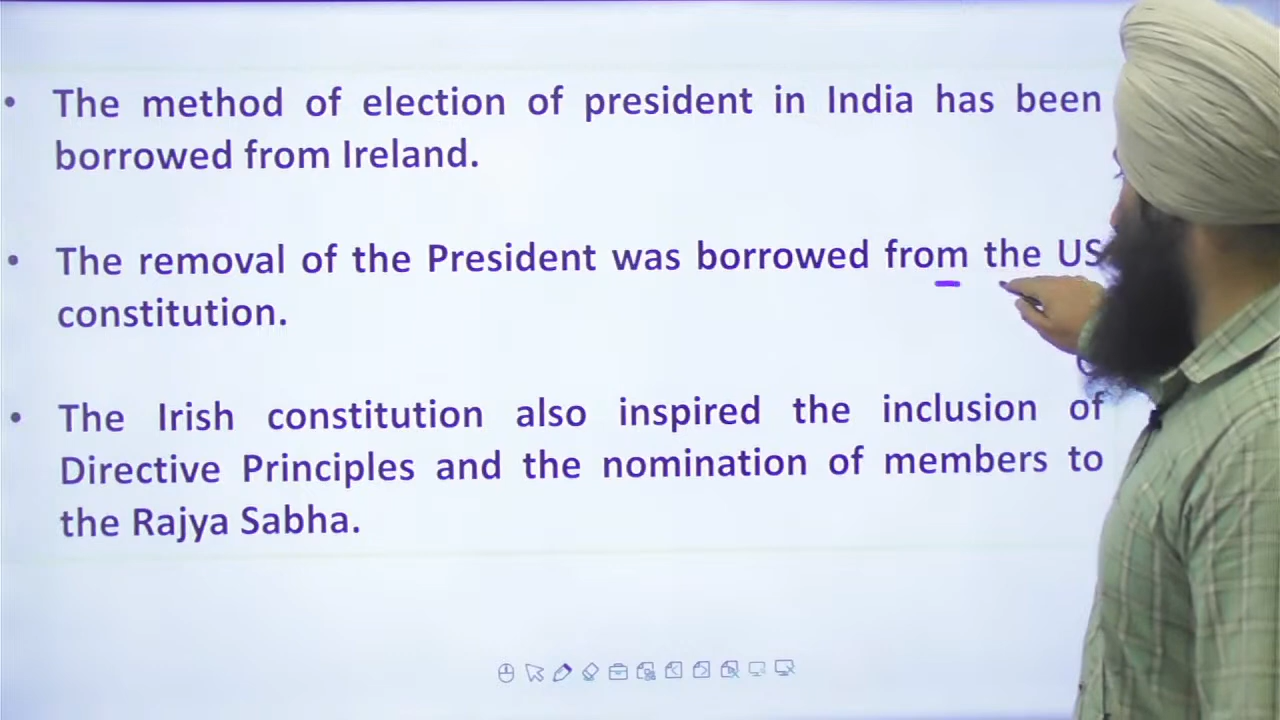 • The method of election of president in India has been
borrowed from Ireland.
• The removal of the President was borrowed from the US
constitution.
• The Irish constitution also inspired the inclusion of
Directive Principles and the nomination of members to
the Rajya Sabha.